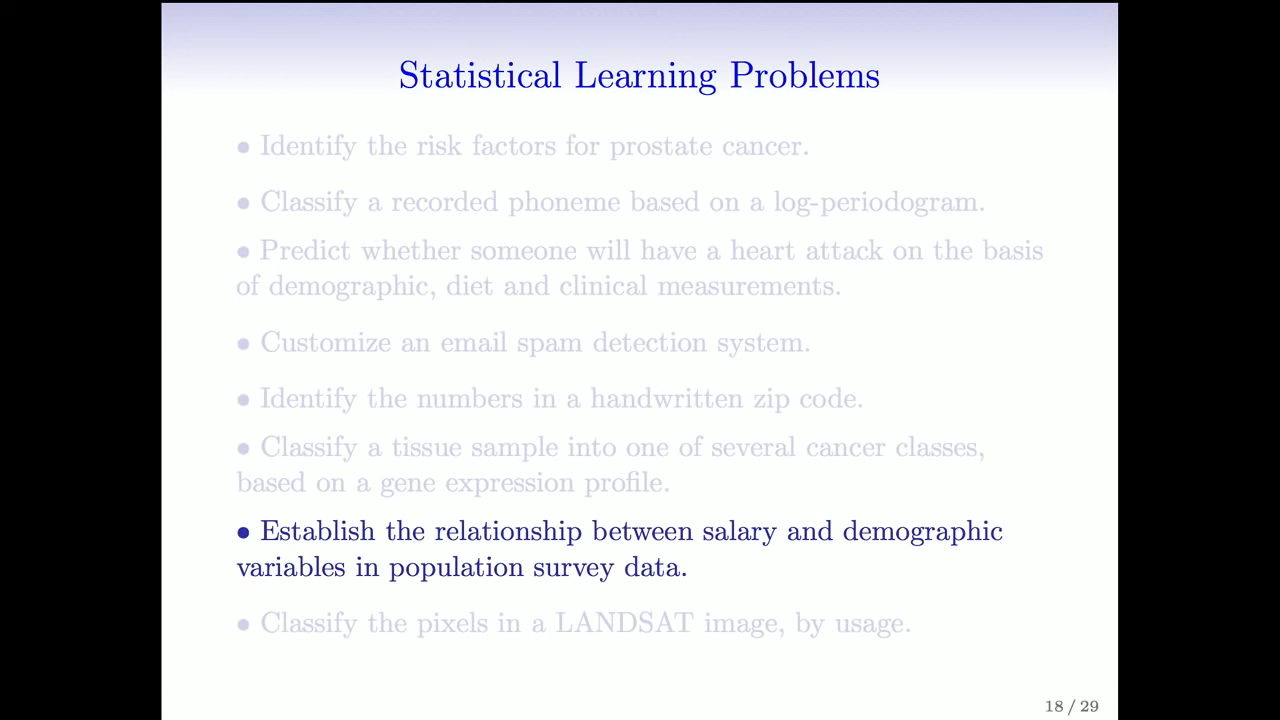 Statistical Learning Problems
• Identify the risk factors for prostate cancer.
• Classify a recorded phoneme based on a log-periodogram.
• Predict whether someone will have a heart attack on the basis
of demographic, diet and clinical measurements.
• Customize an email spam detection system.
• Identify the numbers in a handwritten zip code.
• Classify a tissue sample into one of several cancer classes,
based on a gene expression profile.
• Establish the relationship between salary and demographic
variables in population survey data.
• Classify the pixels in a LANDSAT image, by usage.
18 / 29